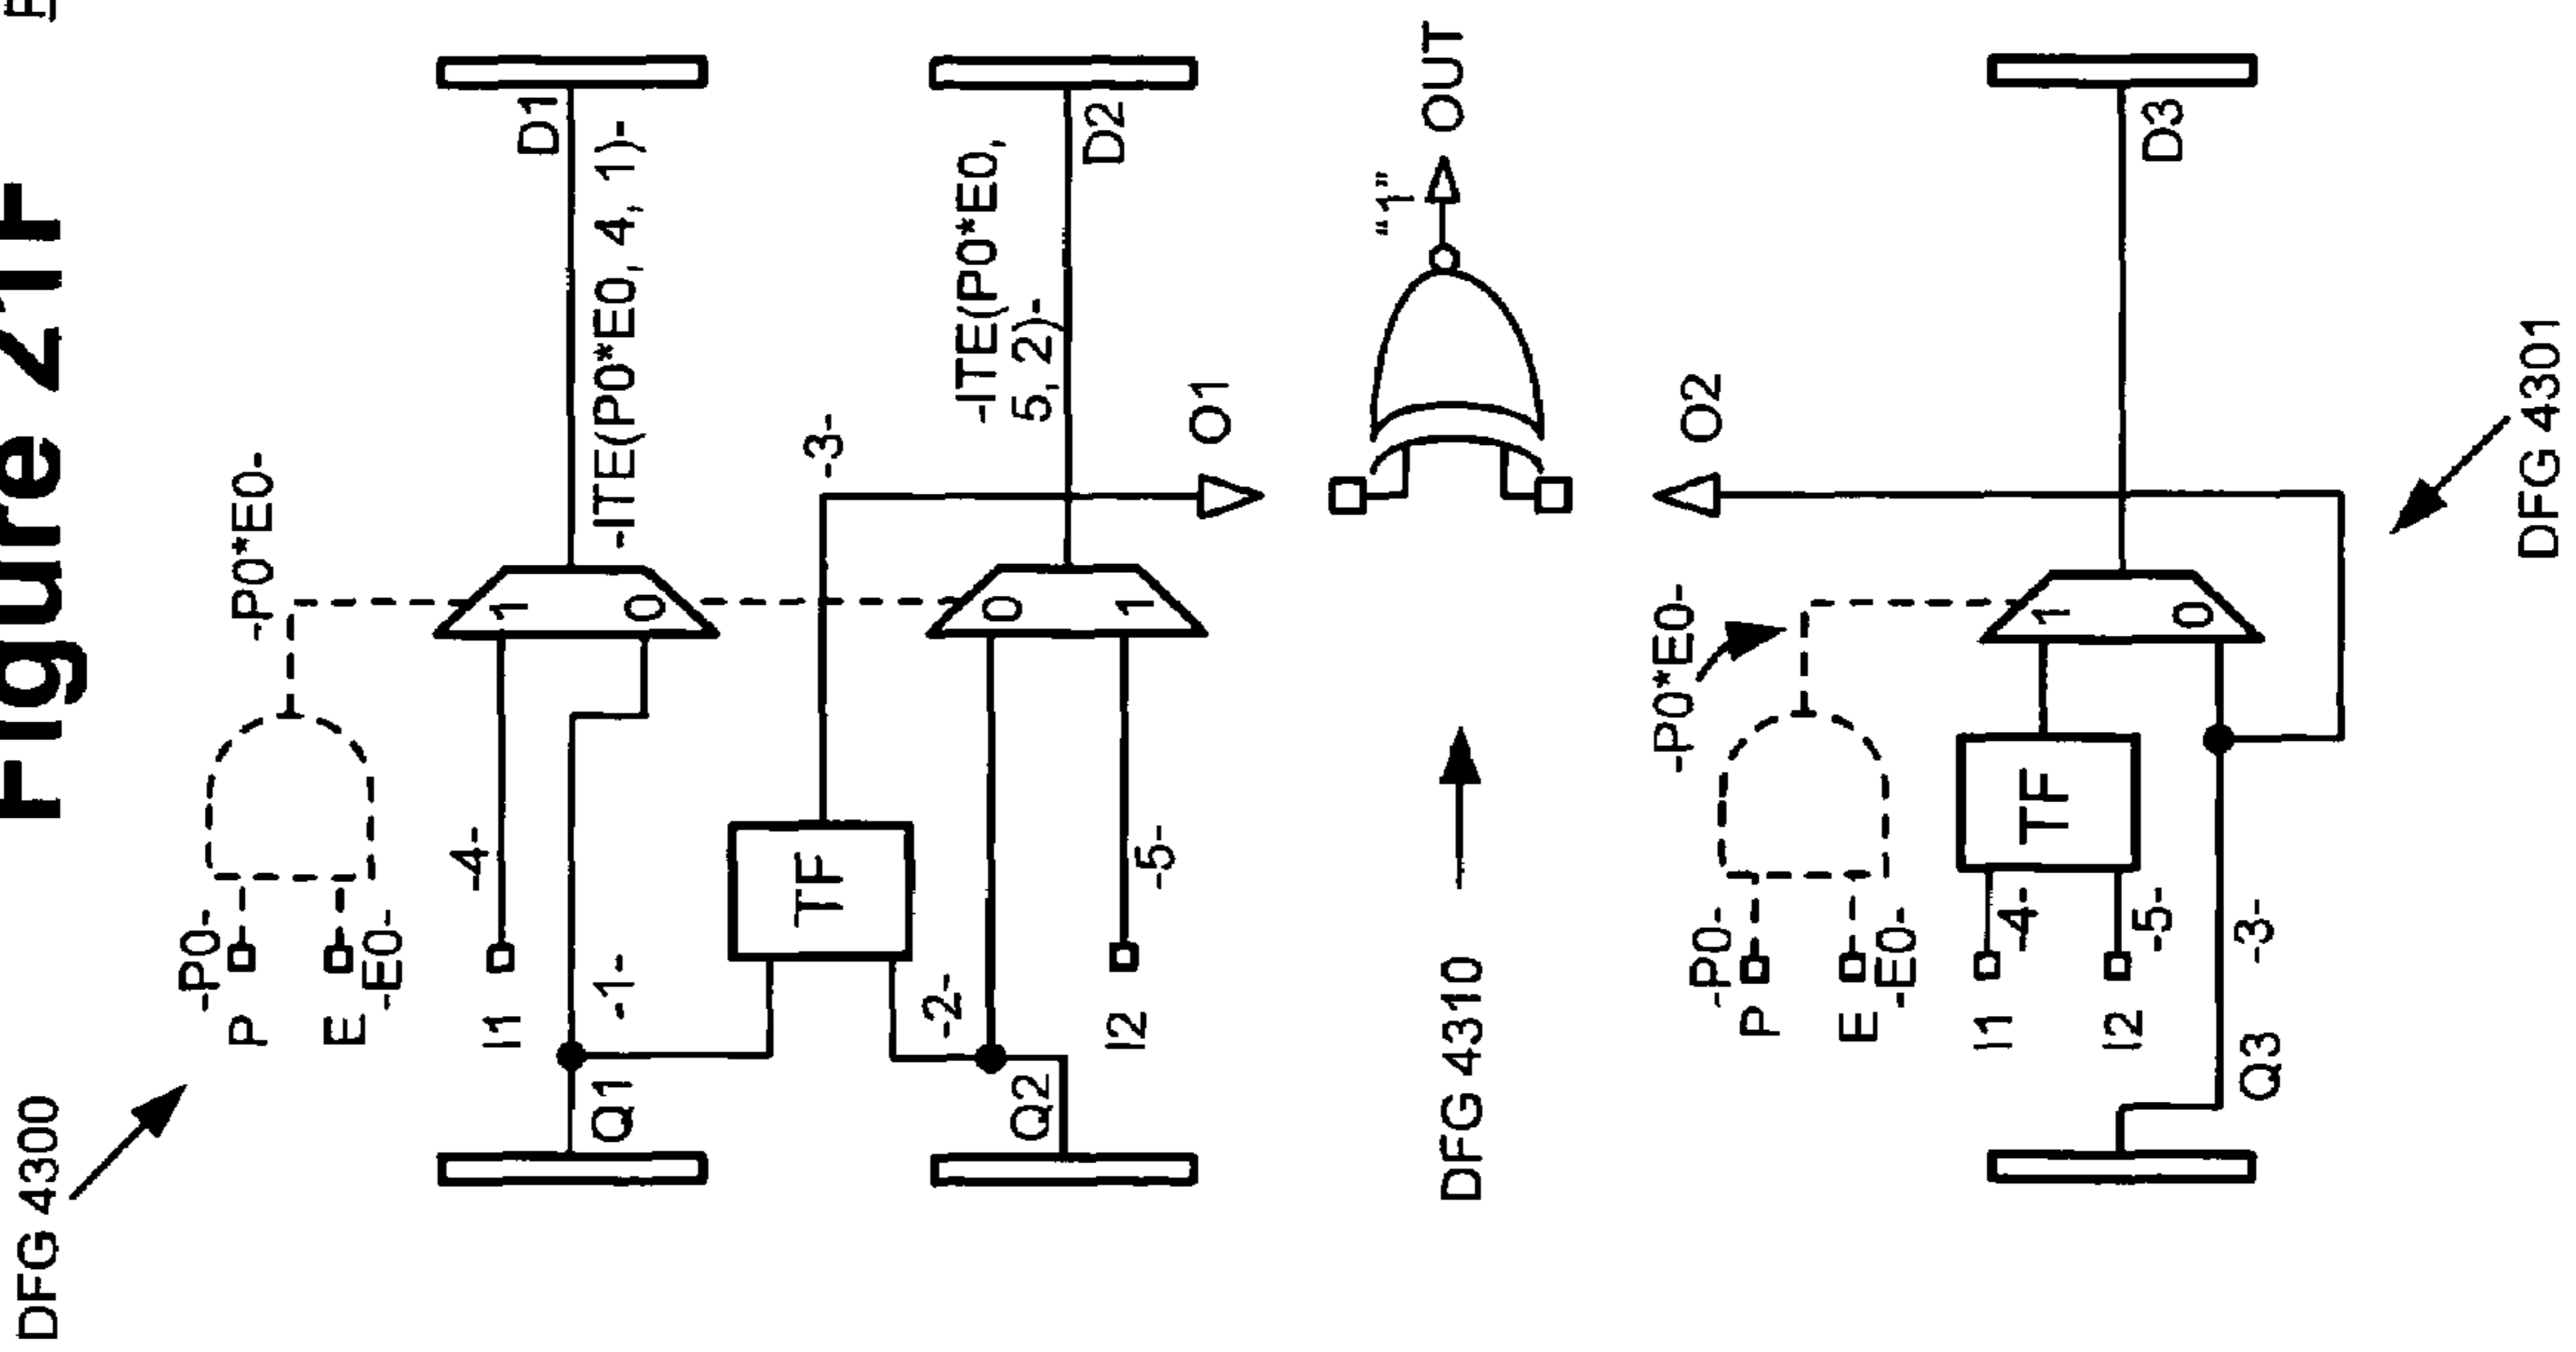 Figure 21F
DFG 4300
-P0-
P
E
-E0-
-P0*E0-
I1
-4-
1
0
D1
-ITE(P0*E0, 4, 1)-
Q1
-1-
TF
-3-
-2-
Q2
0
1
-ITE(P0*E0,
5, 2)-
D2
I2
-5-
O1
DFG 4310
"1"
OUT
O2
-P0-
P
E
-E0-
-P0*E0-
I1
-4-
I2
-5-
TF
1
0
D3
Q3
-3-
DFG 4301